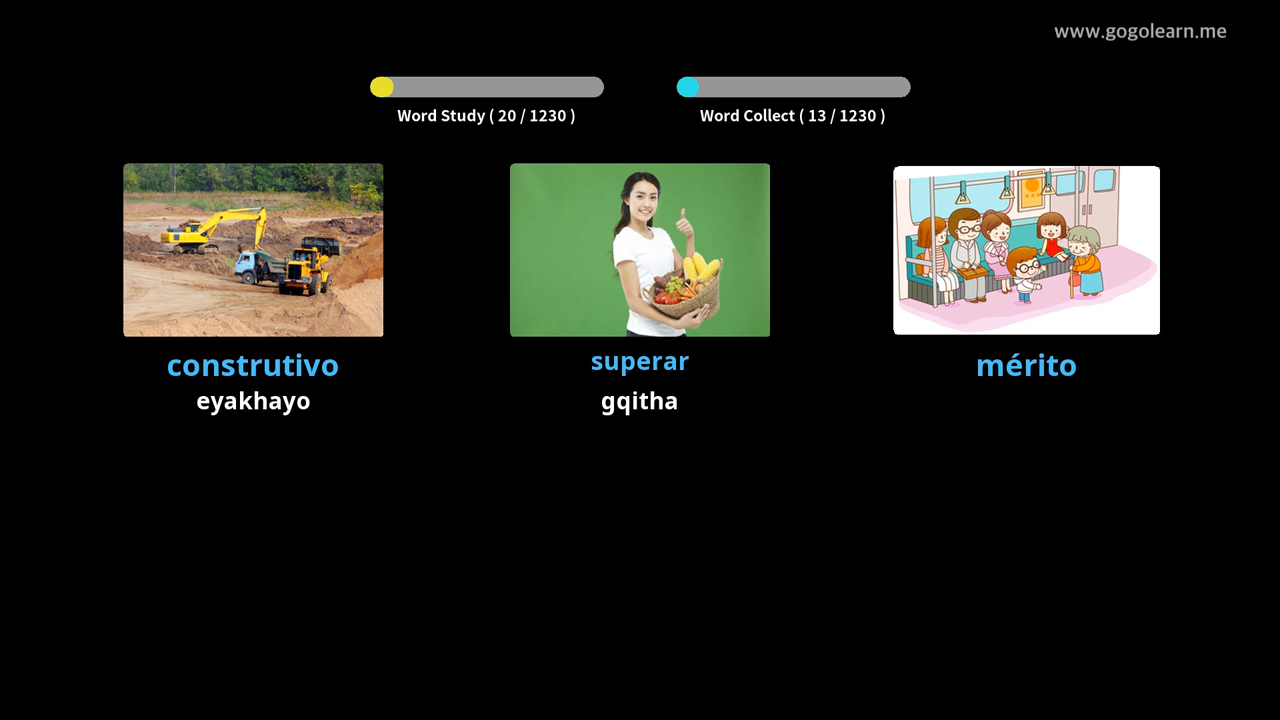 www.gogolearn.me
Word Study ( 20 / 1230 )
Word Collect ( 13 / 1230 )
construtivo
eyakhayo
superar
gqitha
mérito